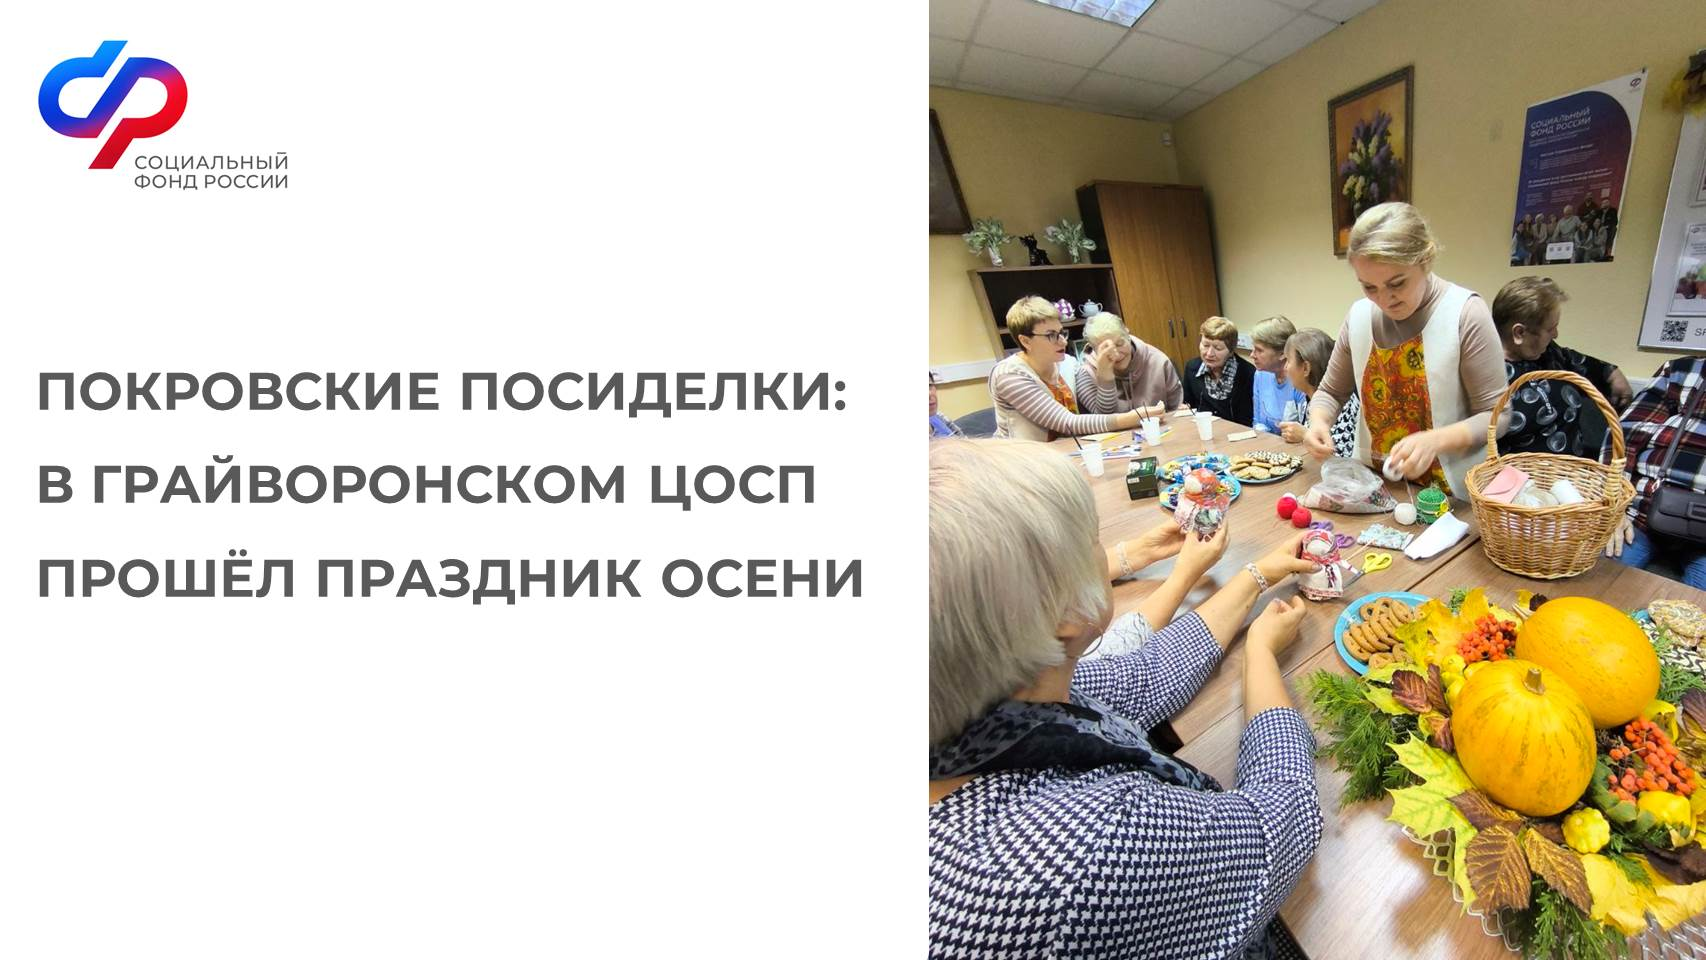 СОЦИАЛЬНЫЙ
ФОНД РОССИИ
ПОКРОВСКИЕ ПОСИДЕЛКИ:
В ГРАЙВОРОНСКОМ ЦОСП
ПРОШЁЛ ПРАЗДНИК ОСЕНИ
СОЦИАЛЬНЫЙ
ФОНД РОССИИ